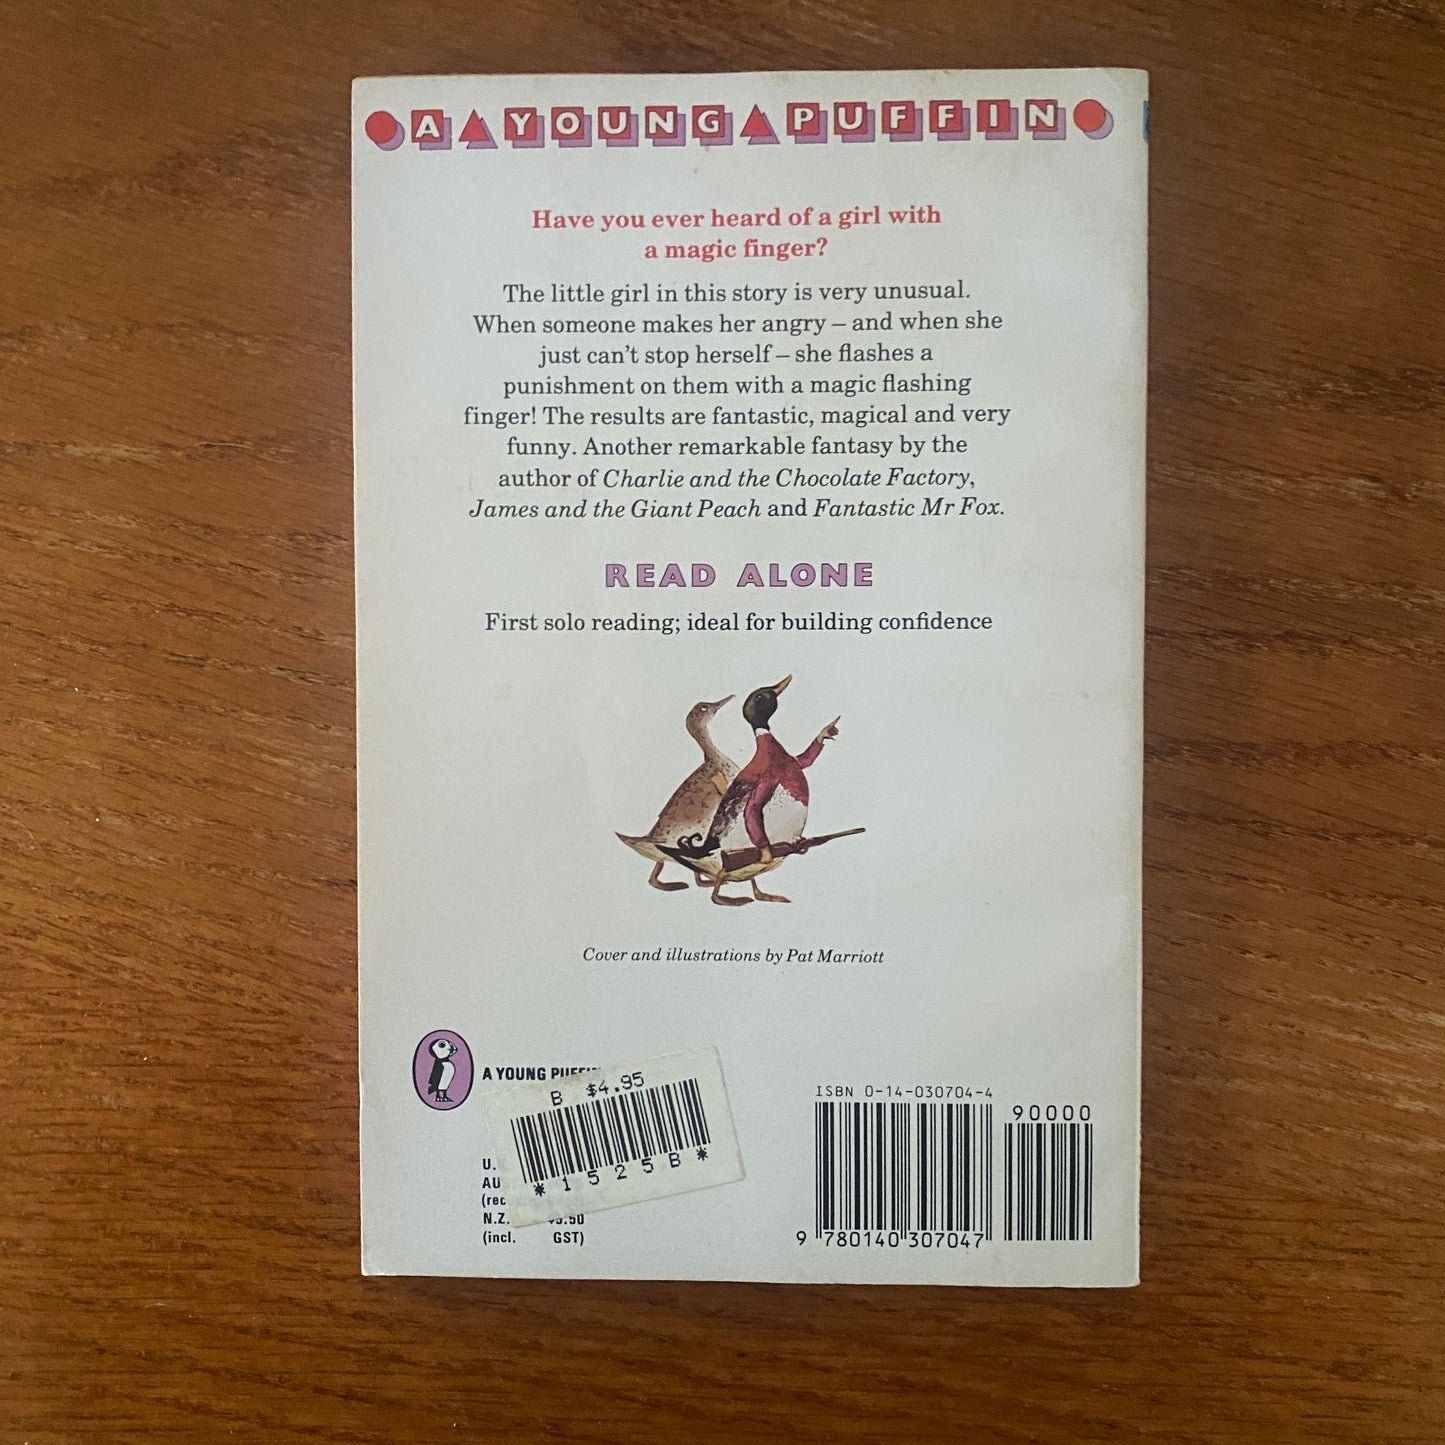 A YOUNG PUFFIN
Have you ever heard of a girl with
a magic finger?
The little girl in this story is very unusual.
When someone makes her angry – and when she
just can't stop herself – she flashes a
punishment on them with a magic flashing
finger! The results are fantastic, magical and very
funny. Another remarkable fantasy by the
author of Charlie and the Chocolate Factory,
James and the Giant Peach and Fantastic Mr Fox.
READ ALONE
First solo reading; ideal for building confidence
Cover and illustrations by Pat Marriott
A YOUNG
B $4.95
*1525B*
U.
AU
(rec
N.Z.
(incl. GST)
ISBN 0-14-030704-4
90000
9 780140 307047